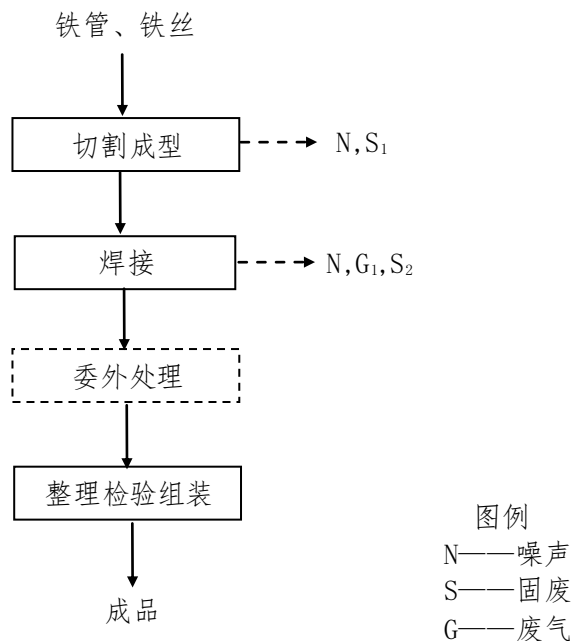 铁管、铁丝
切割成型
N,S₁
焊接
N,G₁,S₂
委外处理
整理检验组装
成品
图例
N——噪声
S——固废
G——废气